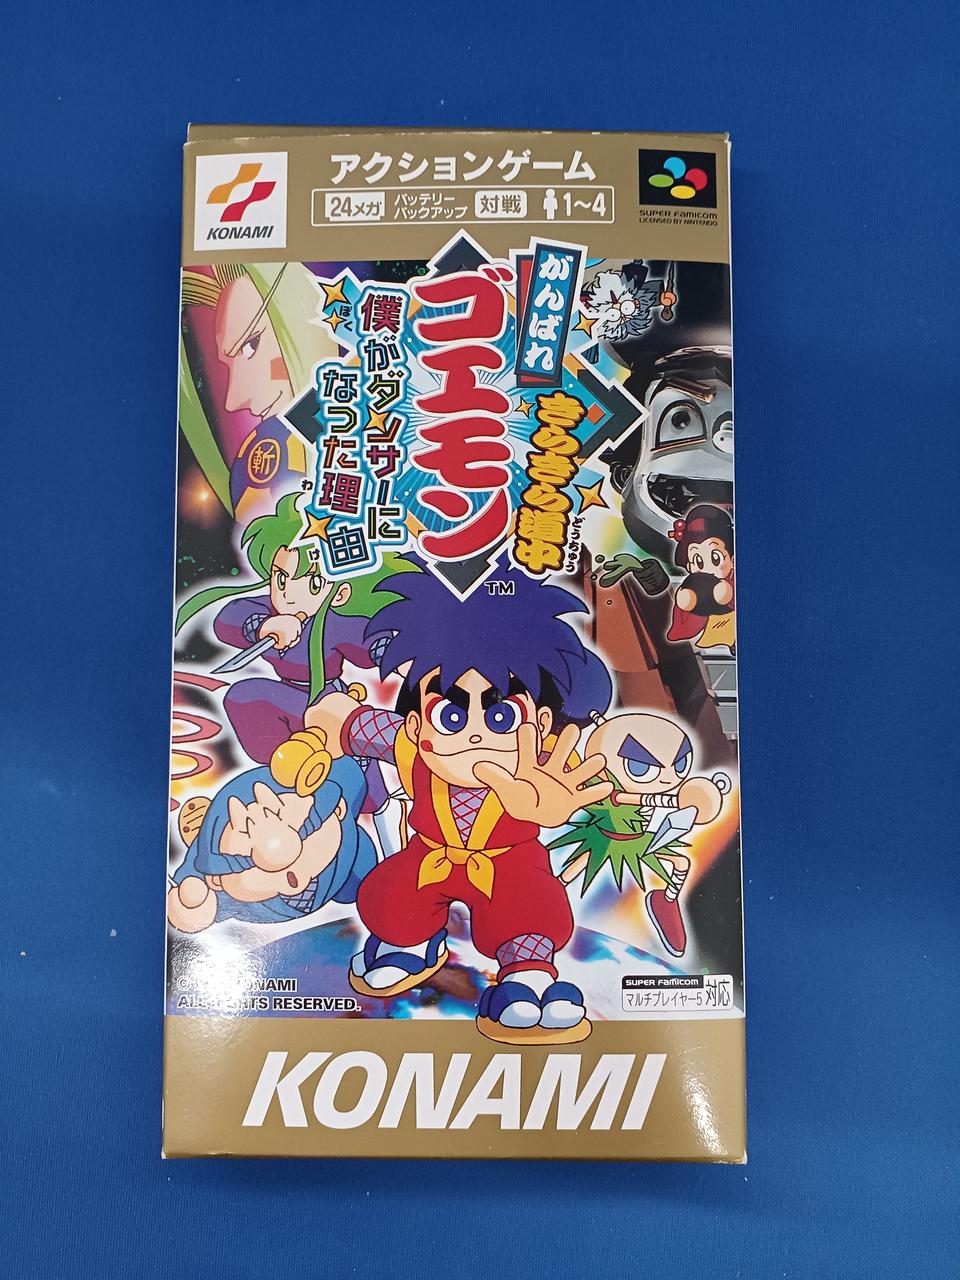 アクションゲーム
KONAMI
24メガ
バッテリー
バックアップ
対戦
1~4
SUPER FAMICOM
LICENSED BY NINTENDO
がんばれ
ゴエモン
きらきら道中
どうちゅう
僕がダンサーに
ぼく
なった理由
わけ
TM
斬
© KONAMI
ALL RIGHTS RESERVED.
SUPER FAMICOM
マルチプレイヤー5 対応
KONAMI